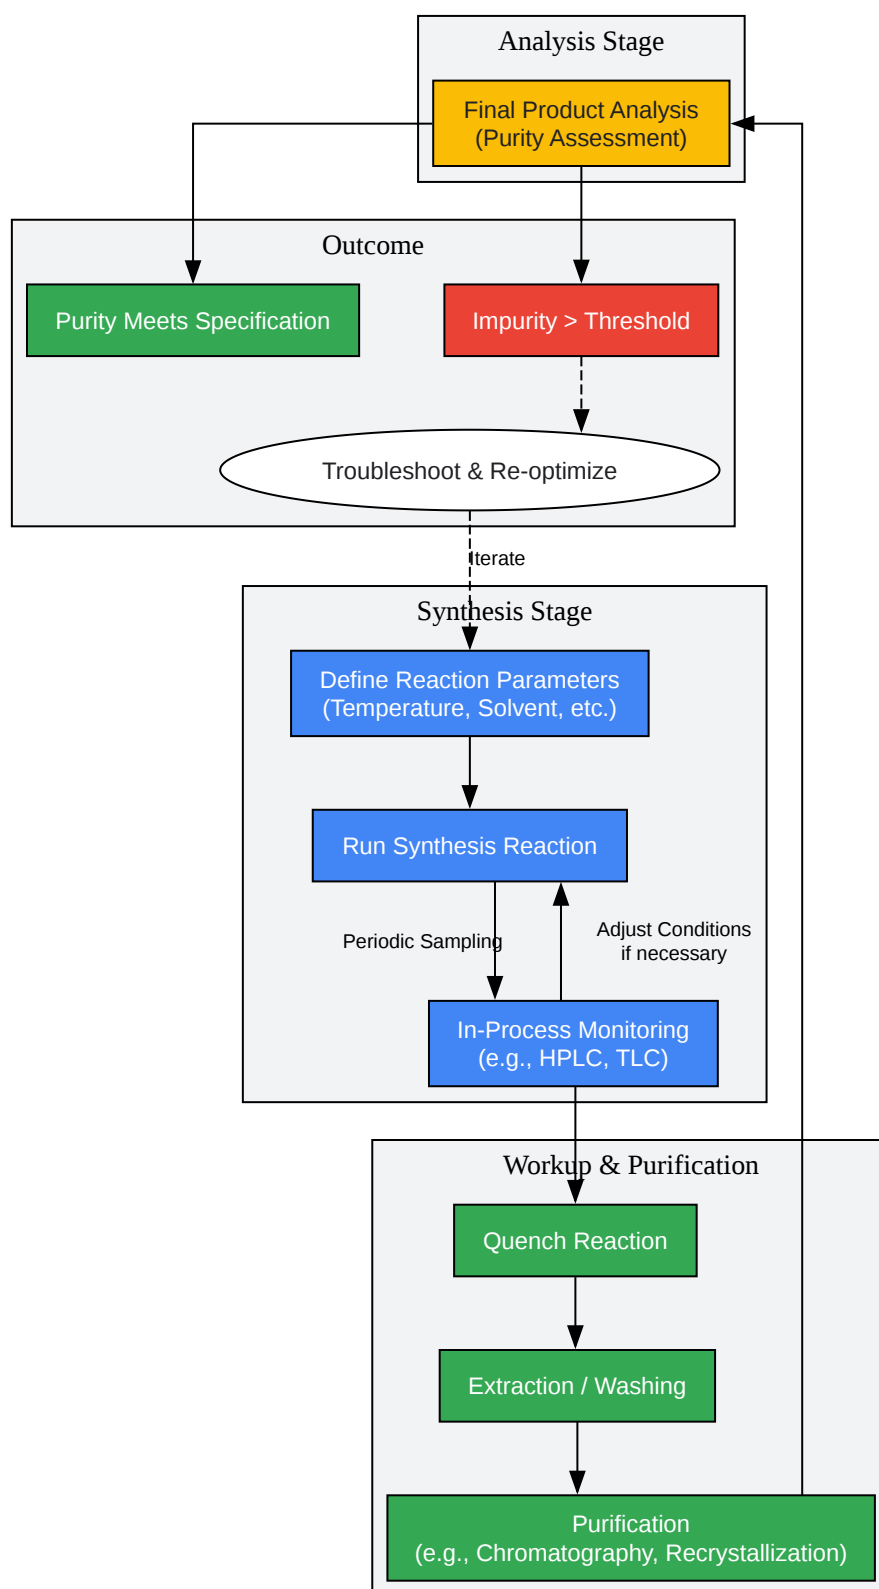 Analysis Stage
Final Product Analysis
(Purity Assessment)
Outcome
Purity Meets Specification
Impurity > Threshold
Troubleshoot & Re-optimize
Iterate
Synthesis Stage
Define Reaction Parameters
(Temperature, Solvent, etc.)
Run Synthesis Reaction
Periodic Sampling
Adjust Conditions
if necessary
In-Process Monitoring
(e.g., HPLC, TLC)
Workup & Purification
Quench Reaction
Extraction / Washing
Purification
(e.g., Chromatography, Recrystallization)